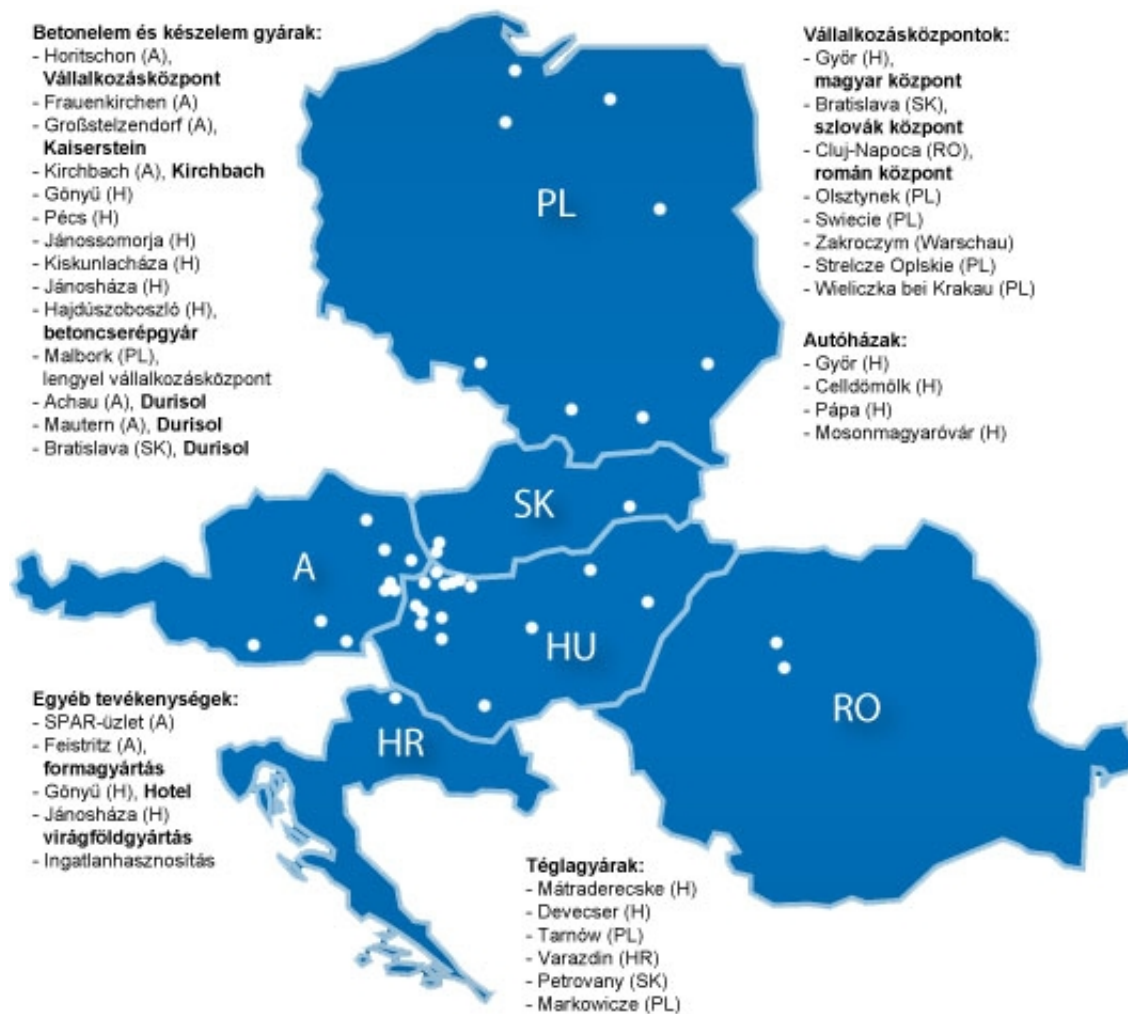 Betonelem és készelem gyárak:
- Horitschon (A),
Vállalkozásközpont
- Frauenkirchen (A)
- Großstelzendorf (A),
Kaiserstein
- Kirchbach (A), Kirchbach
- Gönyű (H)
- Pécs (H)
- Jánossomorja (H)
- Kiskunlacháza (H)
- Jánosháza (H)
- Hajdúszoboszló (H),
betoncserépgyár
- Malbork (PL),
lengyel vállalkozásközpont
- Achau (A), Durisol
- Mautern (A), Durisol
- Bratislava (SK), Durisol
Vállalkozásközpontok:
- Győr (H),
magyar központ
- Bratislava (SK),
szlovák központ
- Cluj-Napoca (RO),
román központ
- Olsztynek (PL)
- Swiecie (PL)
- Zakroczym (Warschau)
- Strelcze Oplskie (PL)
- Wieliczka bei Krakau (PL)
Autóházak:
- Győr (H)
- Celldömölk (H)
- Pápa (H)
- Mosonmagyaróvár (H)
PL
SK
A
HU
RO
HR
Egyéb tevékenységek:
- SPAR-üzlet (A)
- Feistritz (A),
formagyártás
- Gönyű (H), Hotel
- Jánosháza (H)
virágföldgyártás
- Ingatlanhasznosítás
Téglagyárak:
- Mátraderecske (H)
- Devecser (H)
- Tarnów (PL)
- Varazdin (HR)
- Petrovany (SK)
- Markowicze (PL)